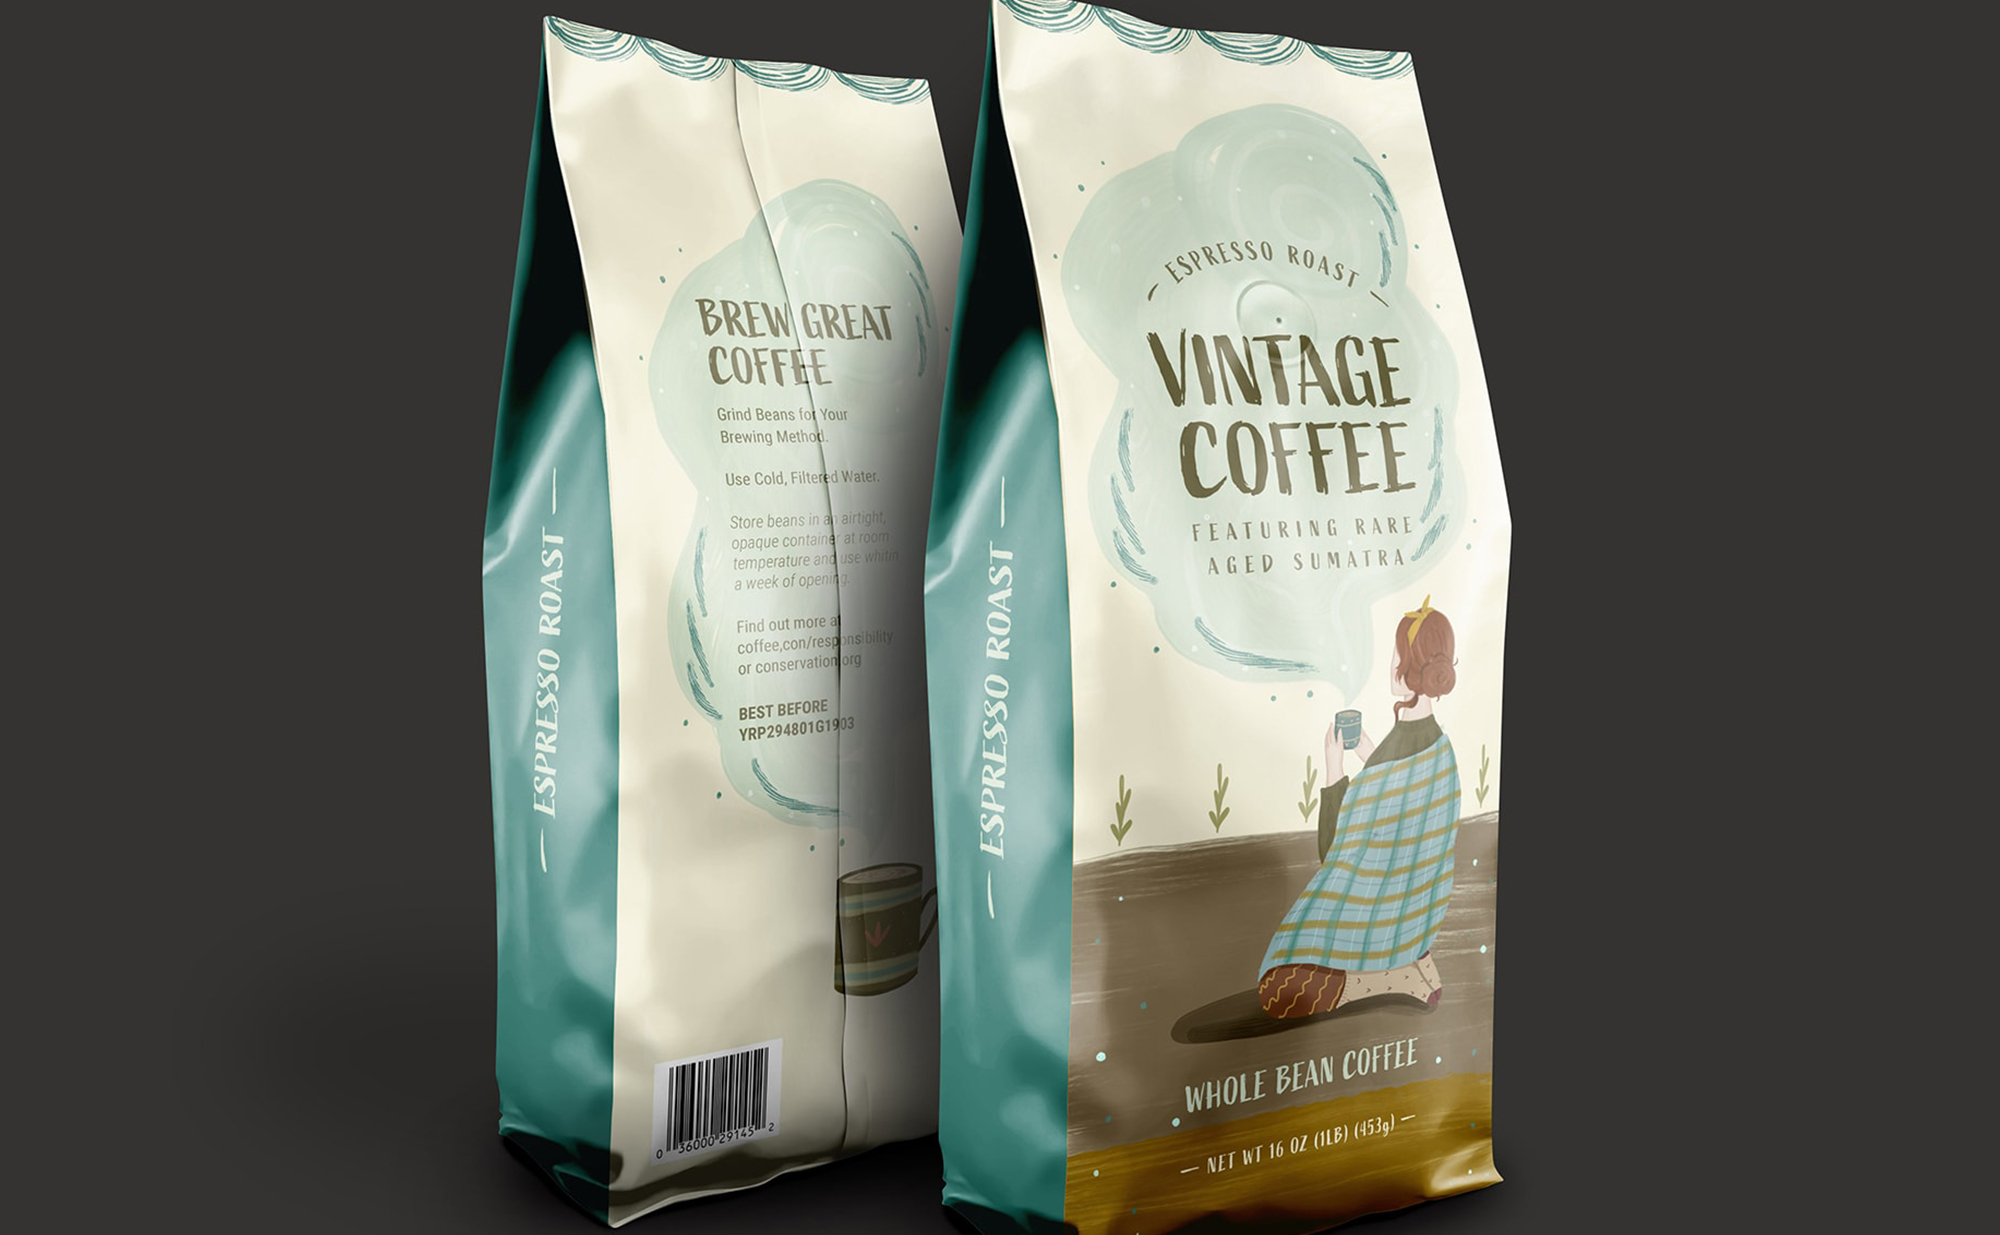 BREW GREAT
COFFEE
Grind Beans for Your
Brewing Method.
Use Cold, Filtered Water.
Store beans in an airtight,
opaque container at room
temperature and use whitin
a week of opening.
Find out more at
coffee,con/responsibility
or conservation.org
BEST BEFORE
YRP294801G1903
0 36000 29145 2
— ESPRESSO ROAST —
— ESPRESSO ROAST —
VINTAGE
COFFEE
FEATURING RARE
AGED SUMATRA
WHOLE BEAN COFFEE
— NET WT 16 OZ (1LB) (453g) —
— ESPRESSO ROAST —